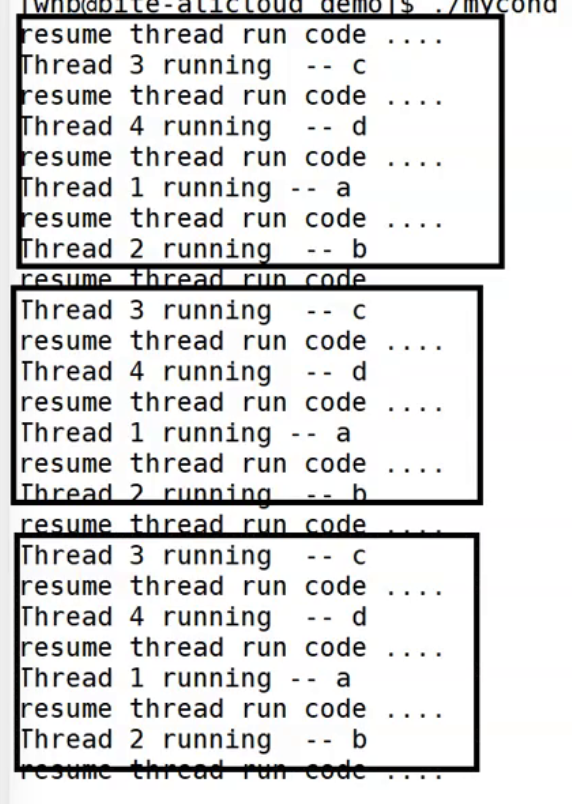 [whb@bite-alicloud demo]$ ./mycond
resume thread run code ....
Thread 3 running  -- c
resume thread run code ....
Thread 4 running  -- d
resume thread run code ....
Thread 1 running -- a
resume thread run code ....
Thread 2 running  -- b
resume thread run code
Thread 3 running  -- c
resume thread run code ....
Thread 4 running  -- d
resume thread run code ....
Thread 1 running -- a
resume thread run code ....
Thread 2 running  -- b
resume thread run code ....
Thread 3 running  -- c
resume thread run code ....
Thread 4 running  -- d
resume thread run code ....
Thread 1 running -- a
resume thread run code ....
Thread 2 running  -- b
resume thread run code ....